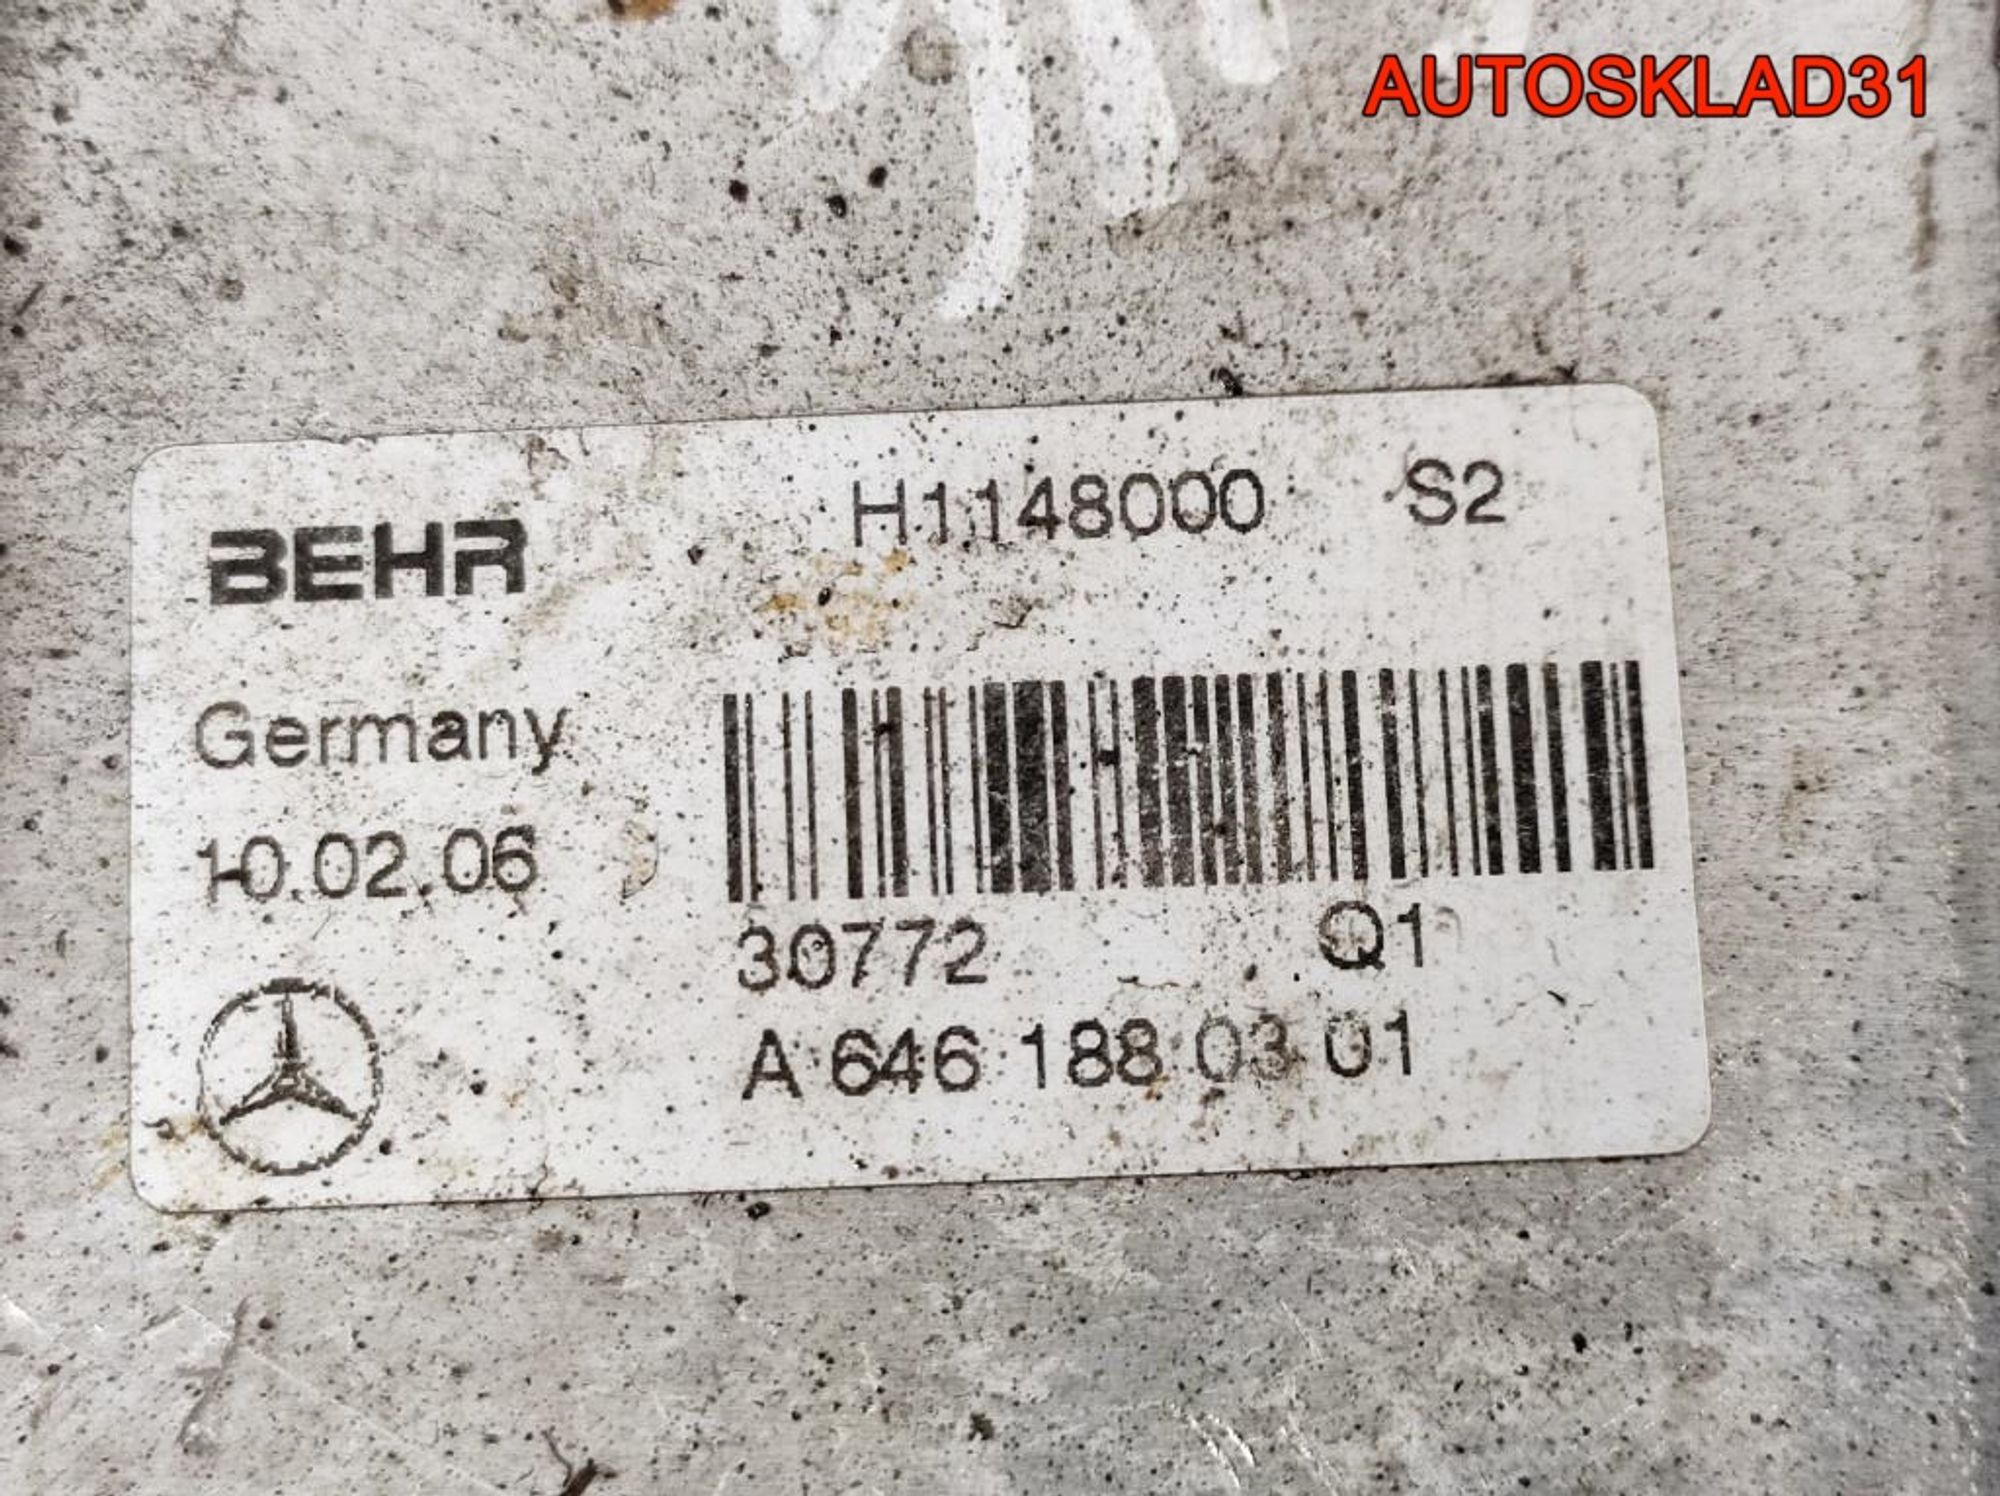 AUTOSKLAD31
BEHR
H1148000 S2
Germany
10.02.06
30772 Q1
A 646 188 03 01